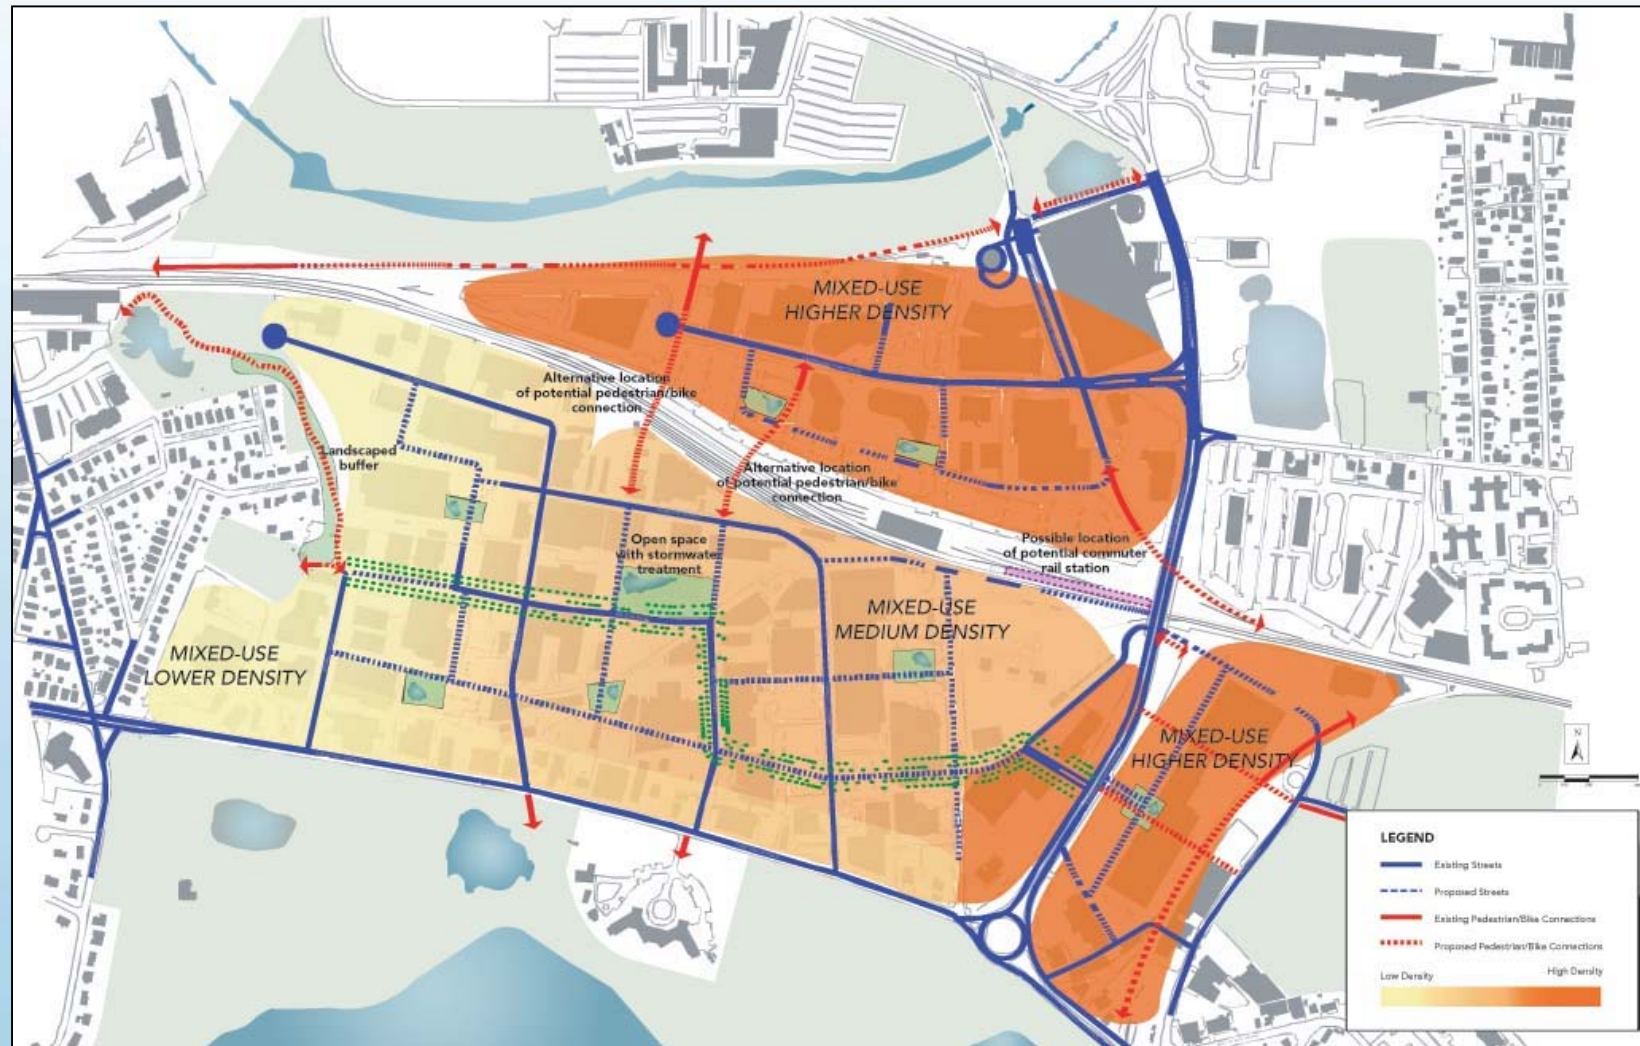 MIXED-USE
HIGHER DENSITY
Alternative location
of potential pedestrian/bike
connection
Landscaped
buffer
Alternative location
of potential pedestrian/bike
connection
Open space
with stormwater
treatment
Possible location
of potential commuter
rail station
MIXED-USE
MEDIUM DENSITY
MIXED-USE
LOWER DENSITY
MIXED-USE
HIGHER DENSITY
N
LEGEND
Existing Streets
Proposed Streets
Existing Pedestrian/Bike Connections
Proposed Pedestrian/Bike Connections
Low Density
High Density